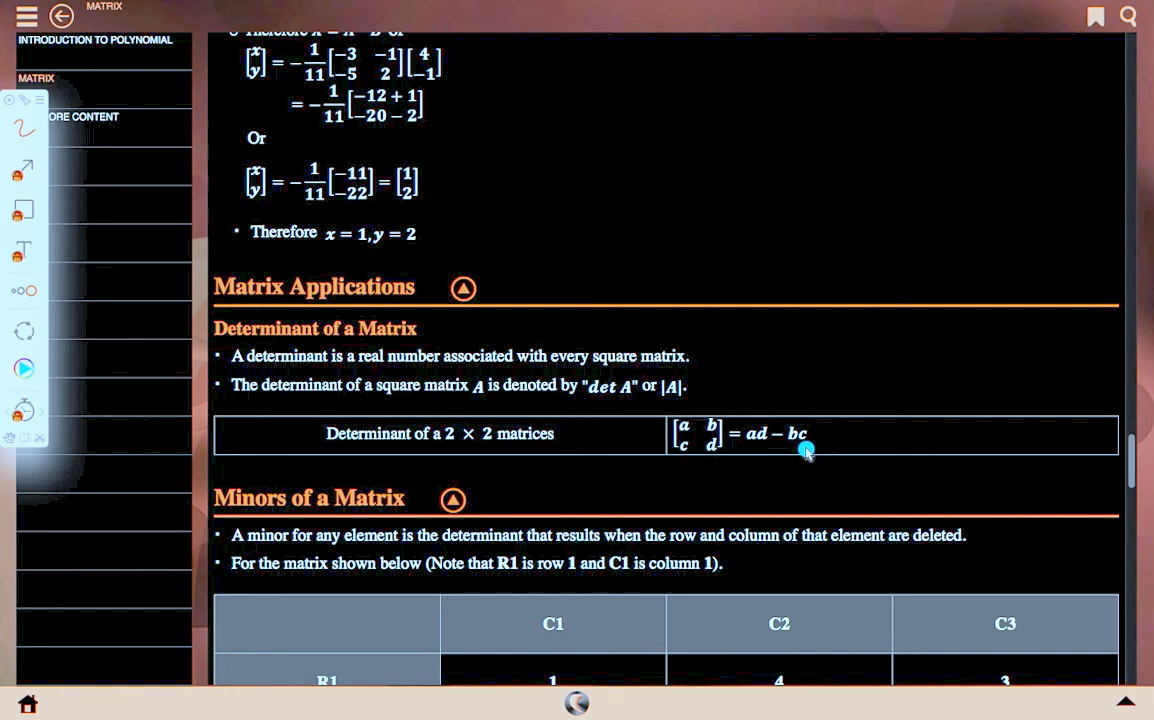 MATRIX
INTRODUCTION TO POLYNOMIAL
MATRIX
ORE CONTENT
[x y] = -1/11 [-3 -1 -5 2] [4 -1]
= -1/11 [-12 + 1 -20 - 2]
Or
[x y] = -1/11 [-11 -22] = [1 2]
▪ Therefore x = 1, y = 2
Matrix Applications
Determinant of a Matrix
▪ A determinant is a real number associated with every square matrix.
▪ The determinant of a square matrix A is denoted by "det A" or |A|.
Determinant of a 2 × 2 matrices [a b c d] = ad - bc
Minors of a Matrix
▪ A minor for any element is the determinant that results when the row and column of that element are deleted.
▪ For the matrix shown below (Note that R1 is row 1 and C1 is column 1).
C1 C2 C3
R1 1 4 3